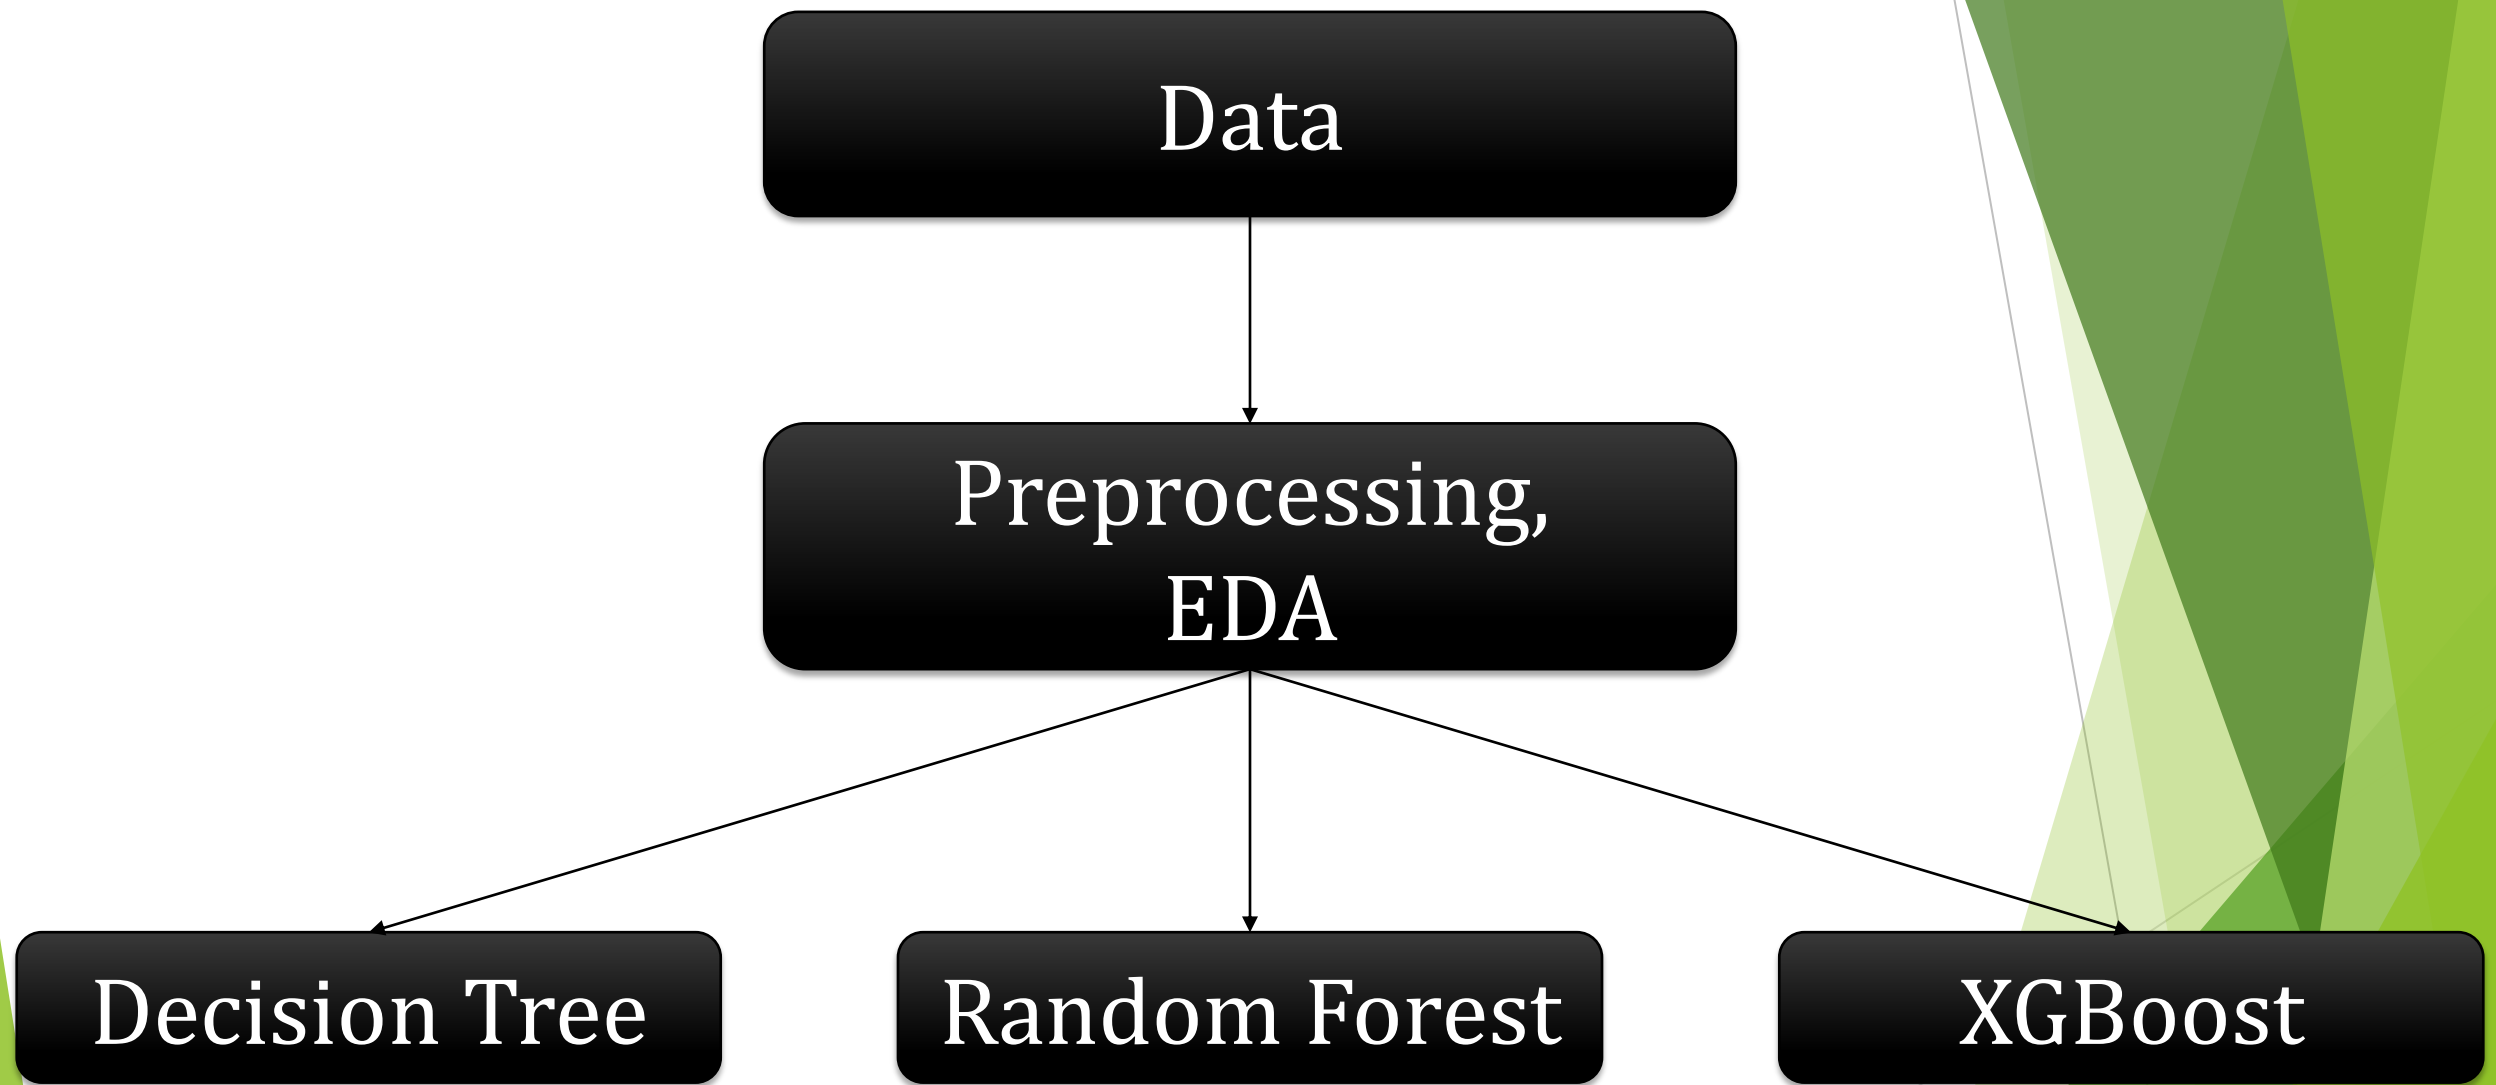 Data
Preprocessing,
EDA
Decision Tree
Random Forest
XGBoost